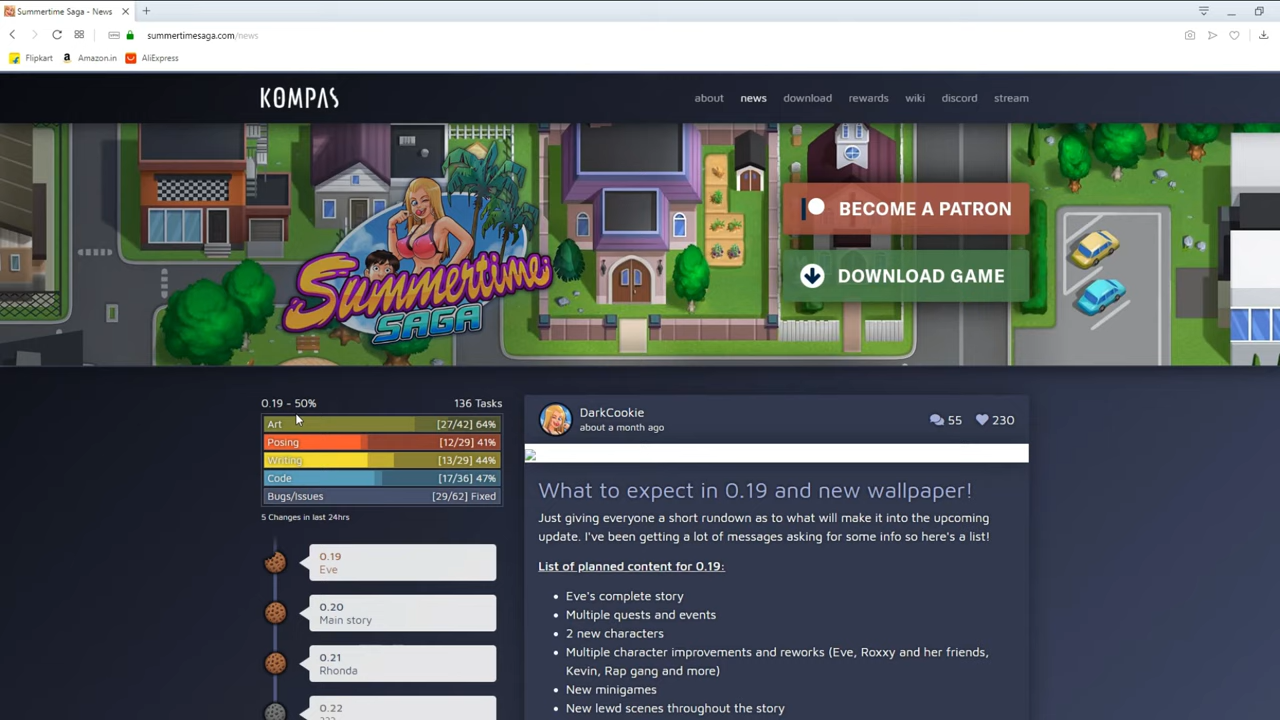 Summertime Saga - News
summertimesaga.com/news
Flipkart
Amazon.in
AliExpress
KOMPAS
about
news
download
rewards
wiki
discord
stream
Summertime
SAGA
BECOME A PATRON
DOWNLOAD GAME
0.19 - 50%
136 Tasks
Art [27/42] 64%
Posing [12/29] 41%
Writing [13/29] 44%
Code [17/36] 47%
Bugs/Issues [29/62] Fixed
5 Changes in last 24hrs
0.19
Eve
0.20
Main story
0.21
Rhonda
0.22
???
DarkCookie
about a month ago
55
230
What to expect in 0.19 and new wallpaper!
Just giving everyone a short rundown as to what will make it into the upcoming
update. I've been getting a lot of messages asking for some info so here's a list!
List of planned content for 0.19:
Eve's complete story
Multiple quests and events
2 new characters
Multiple character improvements and reworks (Eve, Roxxy and her friends,
Kevin, Rap gang and more)
New minigames
New lewd scenes throughout the story